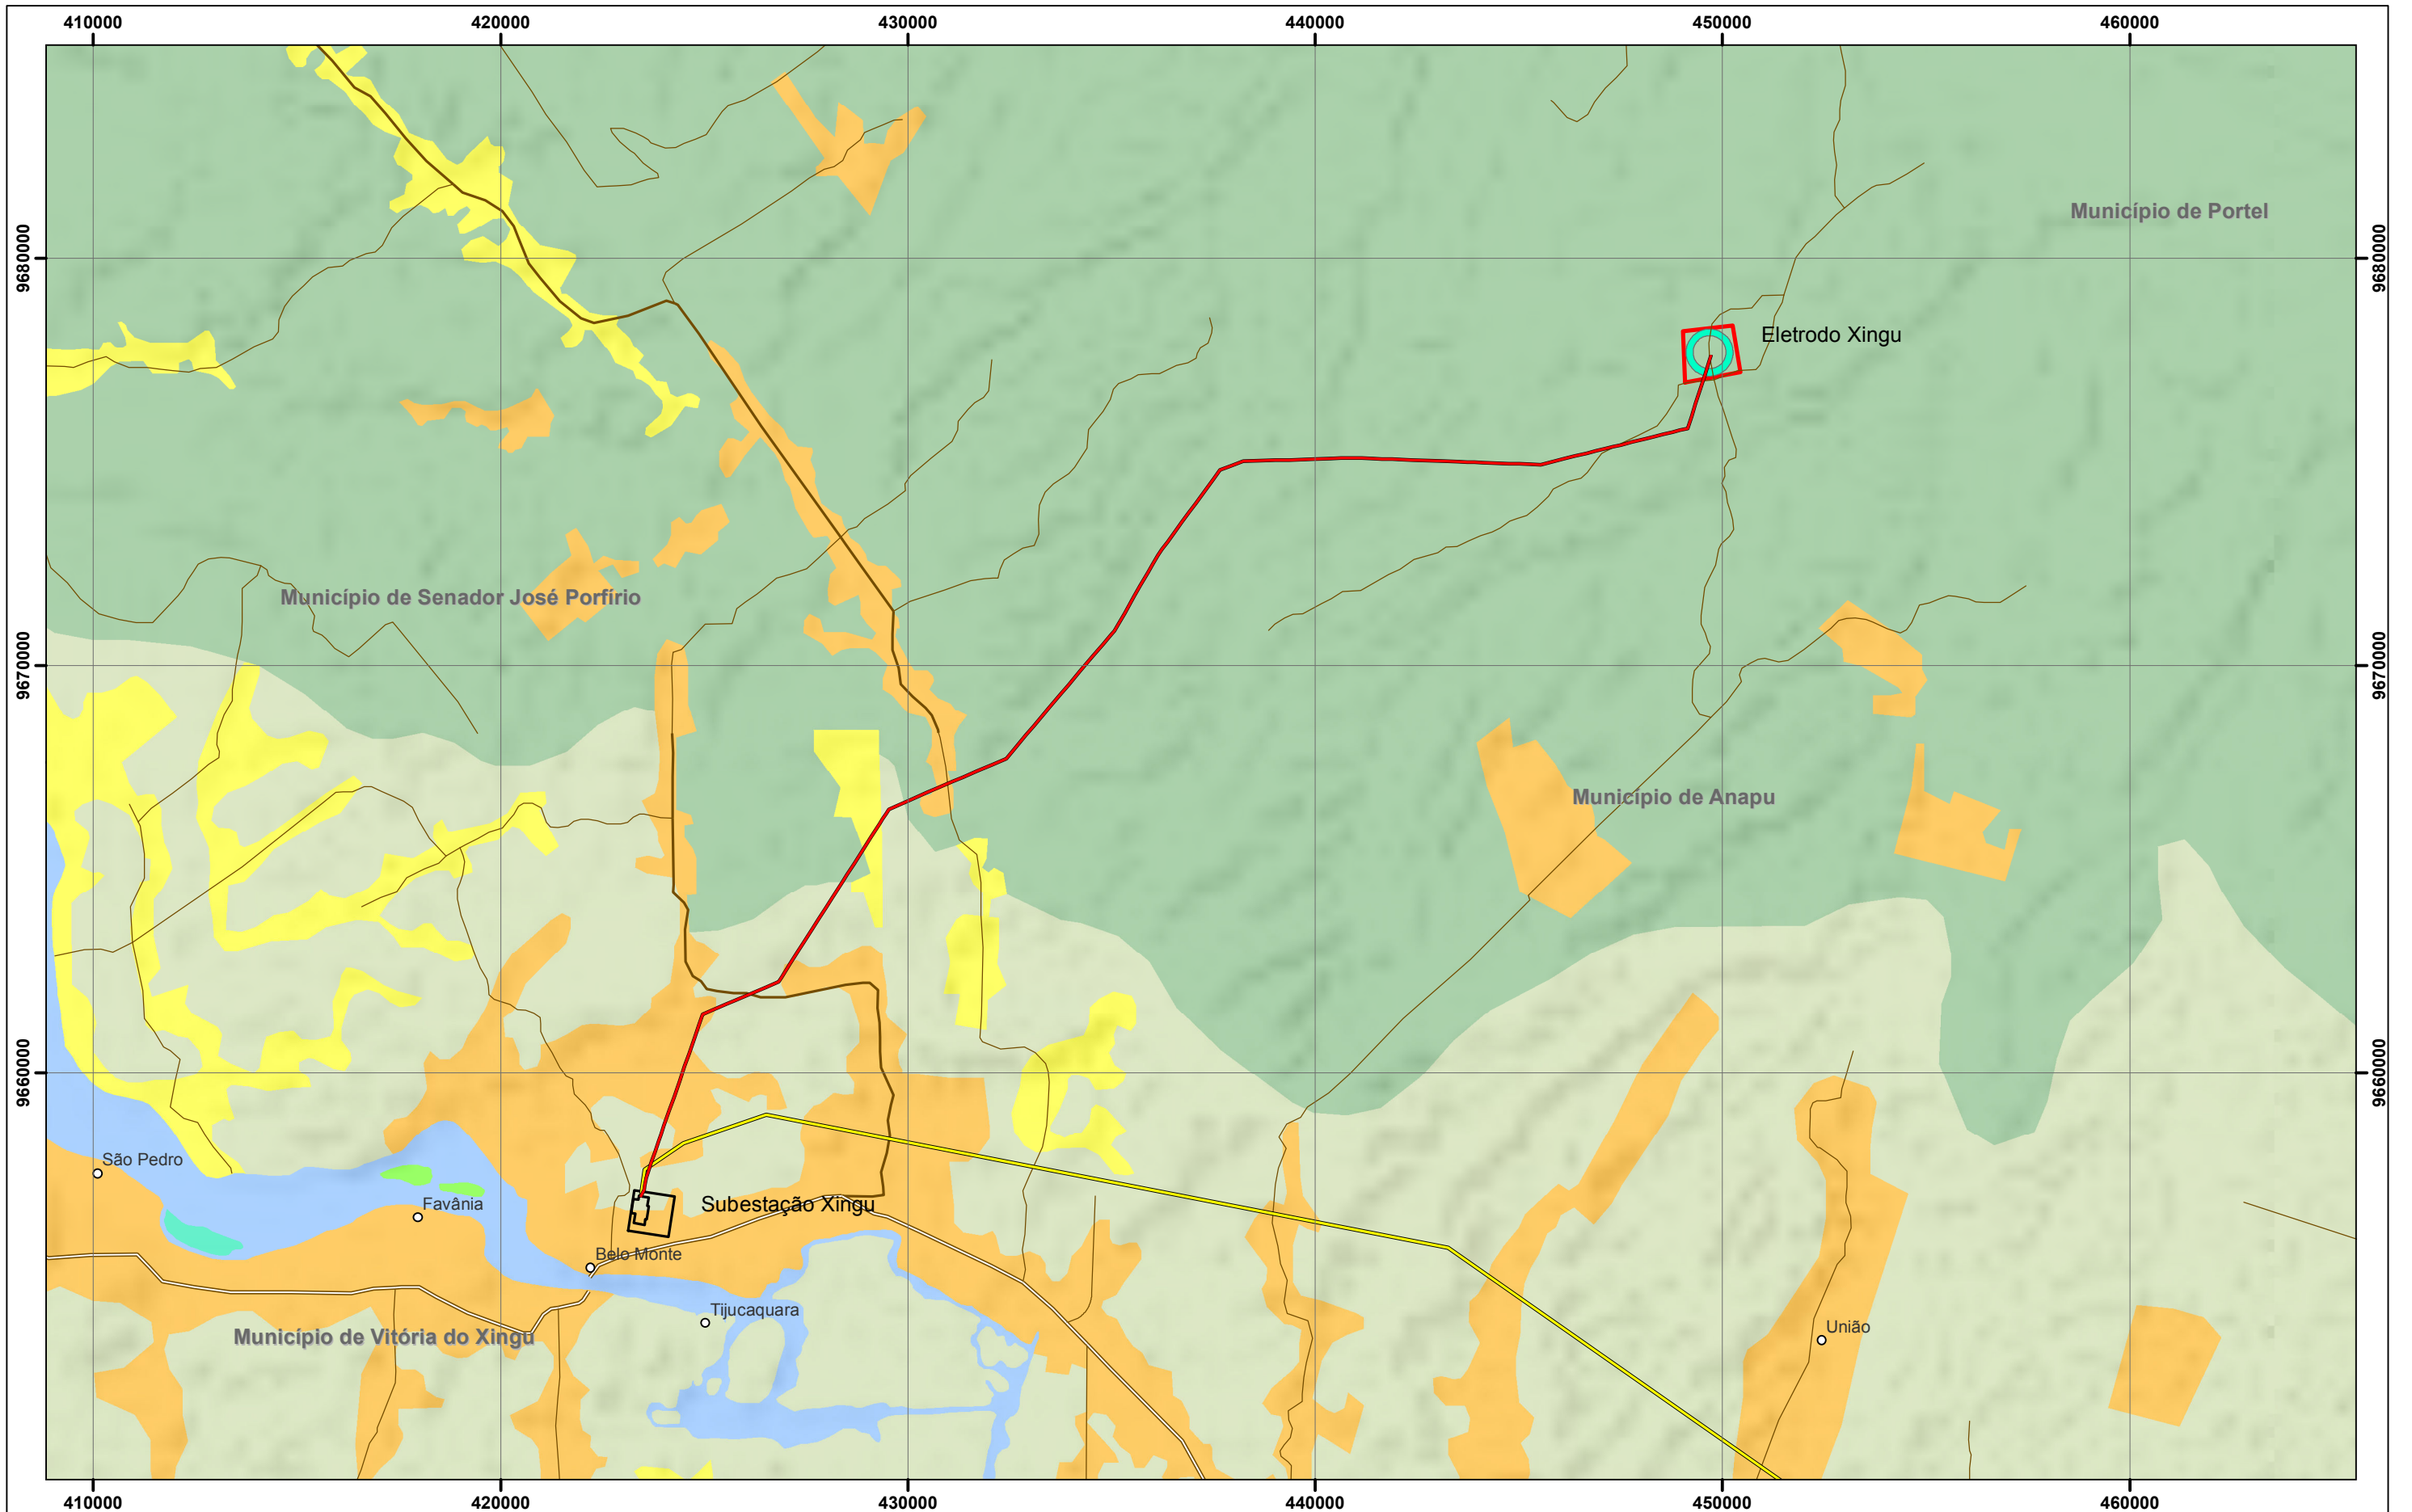 410000 420000 430000 440000 450000 460000
Município de Portel
9680000 9680000
Eletrodo Xingu
Município de Senador José Porfírio
9670000 9670000
Município de Anapu
9660000 9660000
São Pedro
Favânia
Subestação Xingu
Belo Monte
Tijucaquara
União
Município de Vitória do Xingu
410000 420000 430000 440000 450000 460000